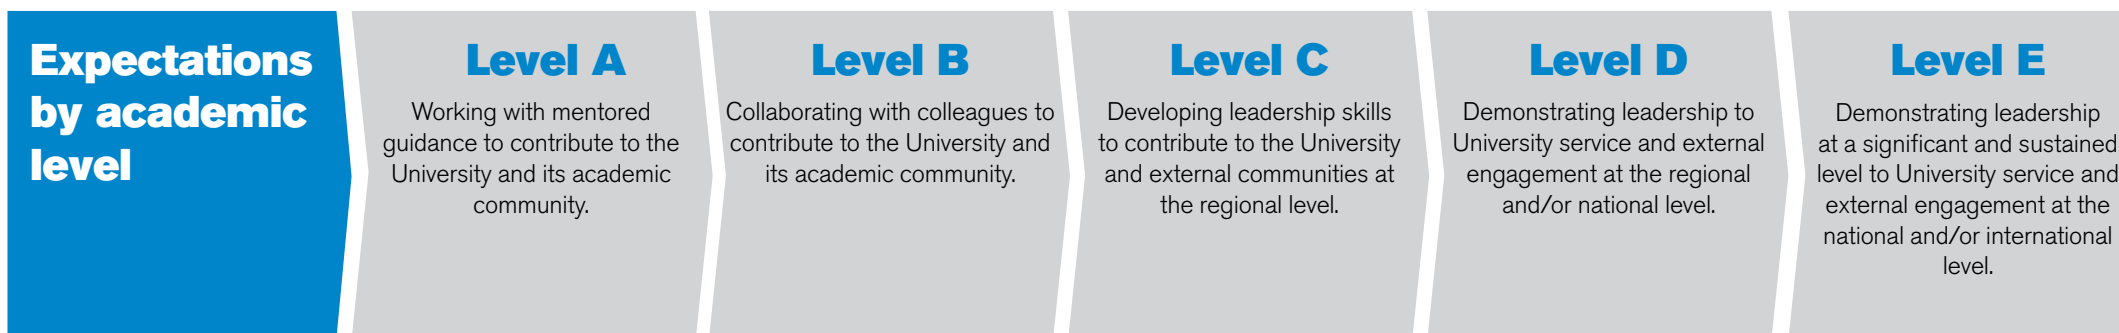 Expectations
by academic
level
Level A
Working with mentored
guidance to contribute to the
University and its academic
community.
Level B
Collaborating with colleagues to
contribute to the University and
its academic community.
Level C
Developing leadership skills
to contribute to the University
and external communities at
the regional level.
Level D
Demonstrating leadership to
University service and external
engagement at the regional
and/or national level.
Level E
Demonstrating leadership
at a significant and sustained
level to University service and
external engagement at the
national and/or international
level.